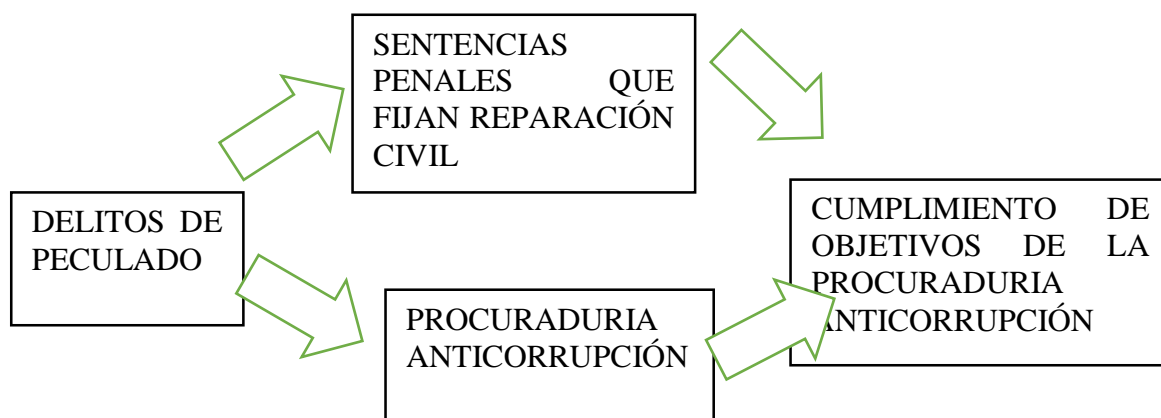 SENTENCIAS
PENALES QUE
FIJAN REPARACIÓN
CIVIL
DELITOS DE
PECULADO
CUMPLIMIENTO DE
OBJETIVOS DE LA
PROCURADURIA
ANTICORRUPCIÓN
PROCURADURIA
ANTICORRUPCIÓN